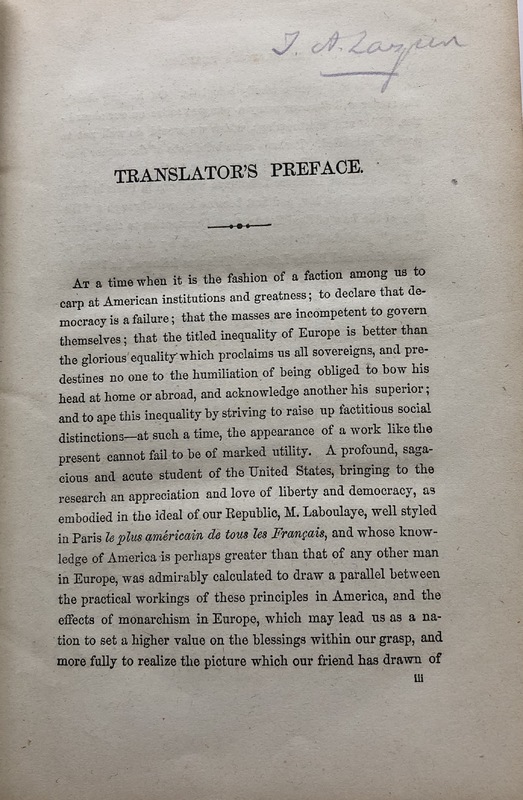 J. A.
TRANSLATOR'S PREFACE.
At a time when it is the fashion of a faction among us to
carp at American institutions and greatness; to declare that de-
mocracy is a failure; that the masses are incompetent to govern
themselves; that the titled inequality of Europe is better than
the glorious equality which proclaims us all sovereigns, and pre-
destines no one to the humiliation of being obliged to bow his
head at home or abroad, and acknowledge another his superior;
and to ape this inequality by striving to raise up factitious social
distinctions—at such a time, the appearance of a work like the
present cannot fail to be of marked utility. A profound, saga-
cious and acute student of the United States, bringing to the
research an appreciation and love of liberty and democracy, as
embodied in the ideal of our Republic, M. Laboulaye, well styled
in Paris le plus américain de tous les Français, and whose know-
ledge of America is perhaps greater than that of any other man
in Europe, was admirably calculated to draw a parallel between
the practical workings of these principles in America, and the
effects of monarchism in Europe, which may lead us as a na-
tion to set a higher value on the blessings within our grasp, and
more fully to realize the picture which our friend has drawn of
iii